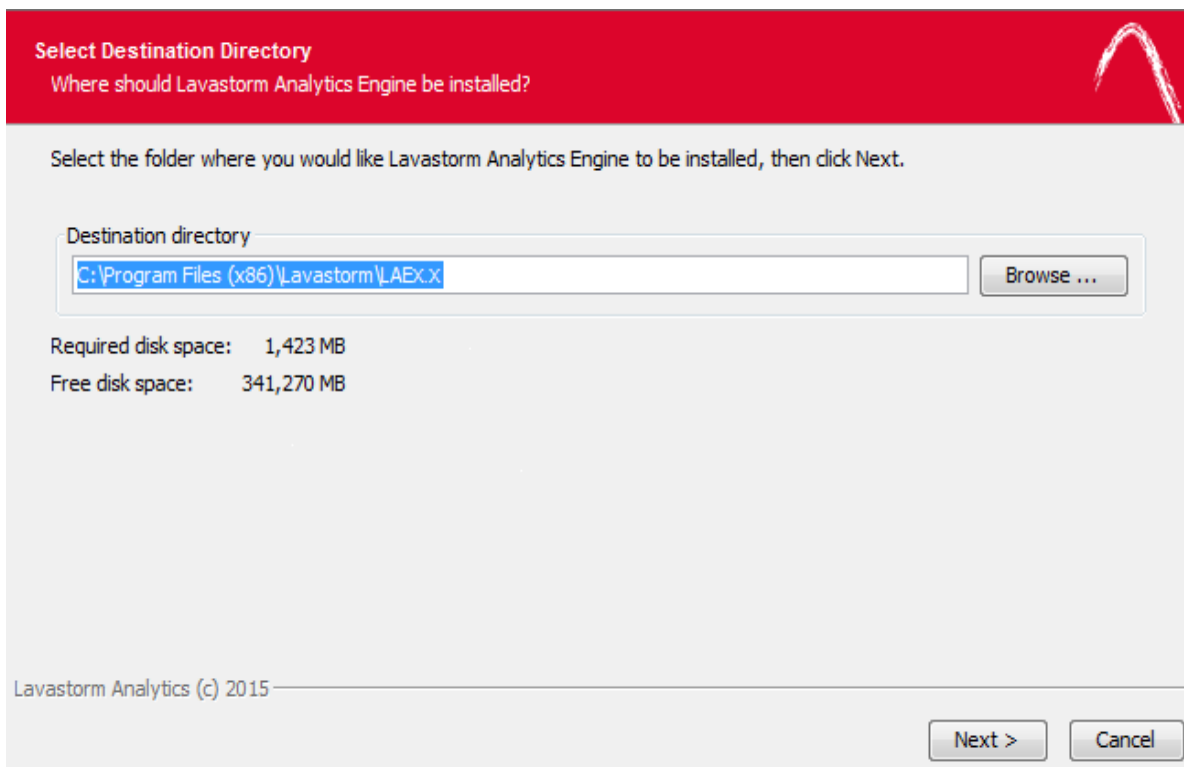 Select Destination Directory
Where should Lavastorm Analytics Engine be installed?
Select the folder where you would like Lavastorm Analytics Engine to be installed, then click Next.
Destination directory
C:\Program Files (x86)\Lavastorm\LAEX.X
Browse ...
Required disk space: 1,423 MB
Free disk space: 341,270 MB
Lavastorm Analytics (c) 2015
Next >
Cancel